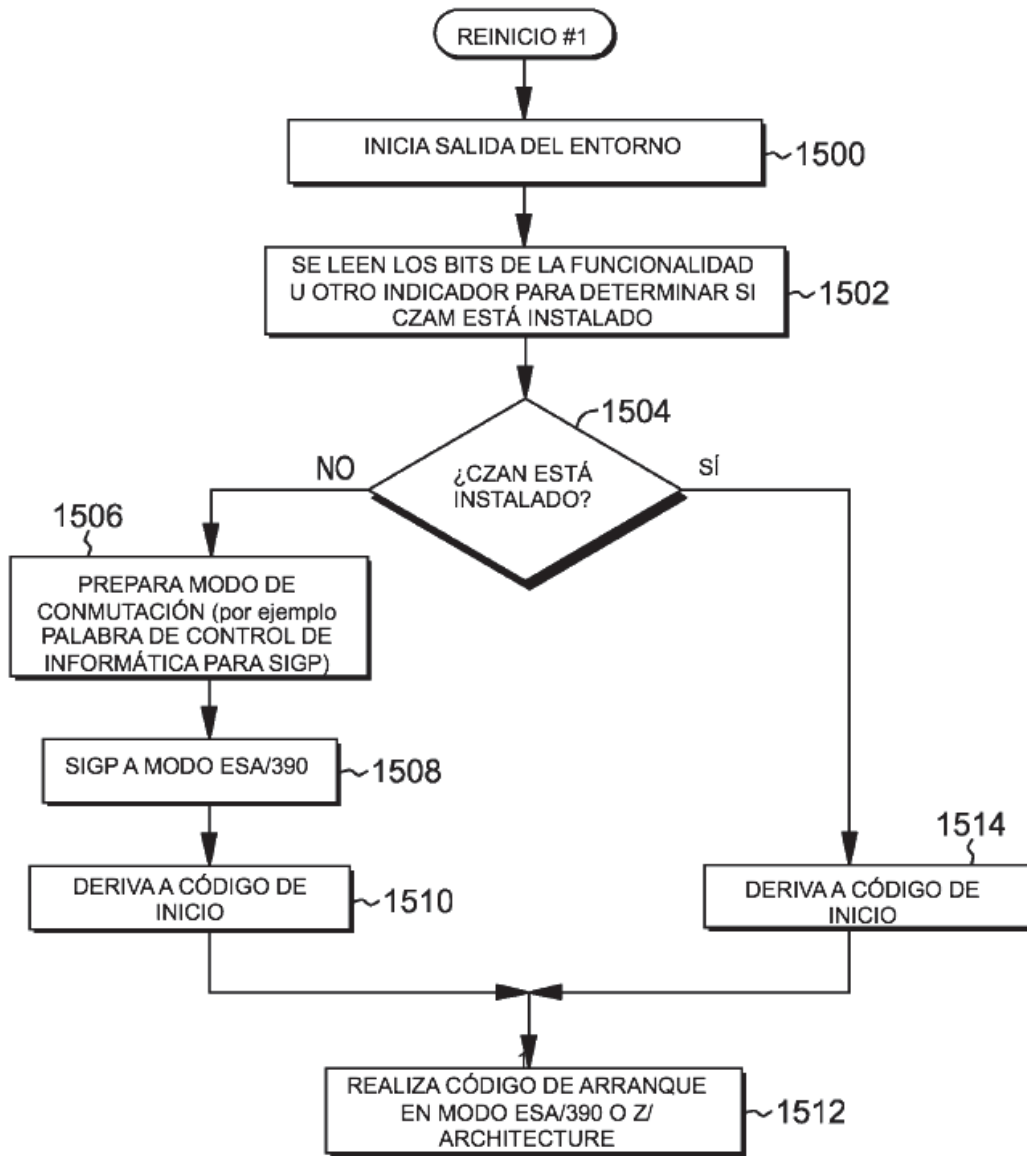 REINICIO #1
INICIA SALIDA DEL ENTORNO
1500
SE LEEN LOS BITS DE LA FUNCIONALIDAD
U OTRO INDICADOR PARA DETERMINAR SI
CZAM ESTÁ INSTALADO
1502
1504
¿CZAN ESTÁ
INSTALADO?
NO
SÍ
1506
PREPARA MODO DE
CONMUTACIÓN (por ejemplo
PALABRA DE CONTROL DE
INFORMÁTICA PARA SIGP)
SIGP A MODO ESA/390
1508
DERIVA A CÓDIGO DE
INICIO
1510
1514
DERIVA A CÓDIGO DE
INICIO
REALIZA CÓDIGO DE ARRANQUE
EN MODO ESA/390 O Z/
ARCHITECTURE
1512